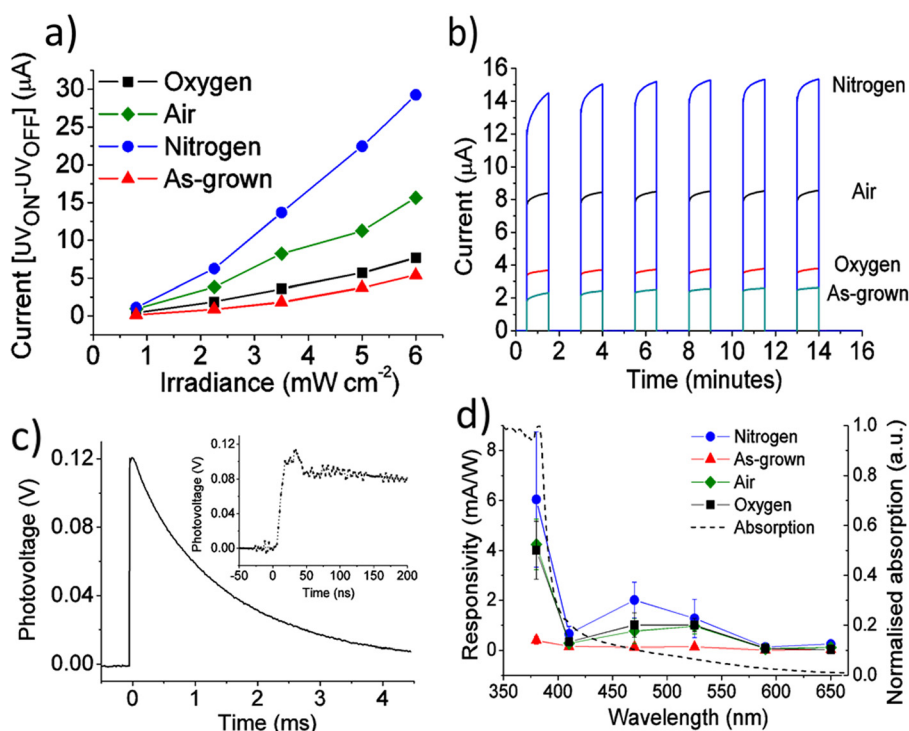 a)
Current [UV_ON-UV_OFF] (µA)
30
25
20
15
10
5
0
Oxygen
Air
Nitrogen
As-grown
0 1 2 3 4 5 6
Irradiance (mW cm⁻²)
b)
Current (µA)
16
14
12
10
8
6
4
2
0
Nitrogen
Air
Oxygen
As-grown
0 2 4 6 8 10 12 14 16
Time (minutes)
c)
Photovoltage (V)
0.12
0.08
0.04
0.00
0 1 2 3 4
Time (ms)
Photovoltage (V)
0.12
0.08
0.04
0.00
-50 0 50 100 150 200
Time (ns)
d)
Responsivity (mA/W)
8
6
4
2
0
Nitrogen
As-grown
Air
Oxygen
Absorption
1.0
0.8
0.6
0.4
0.2
0.0
Normalised absorption (a.u.)
350 400 450 500 550 600 650
Wavelength (nm)